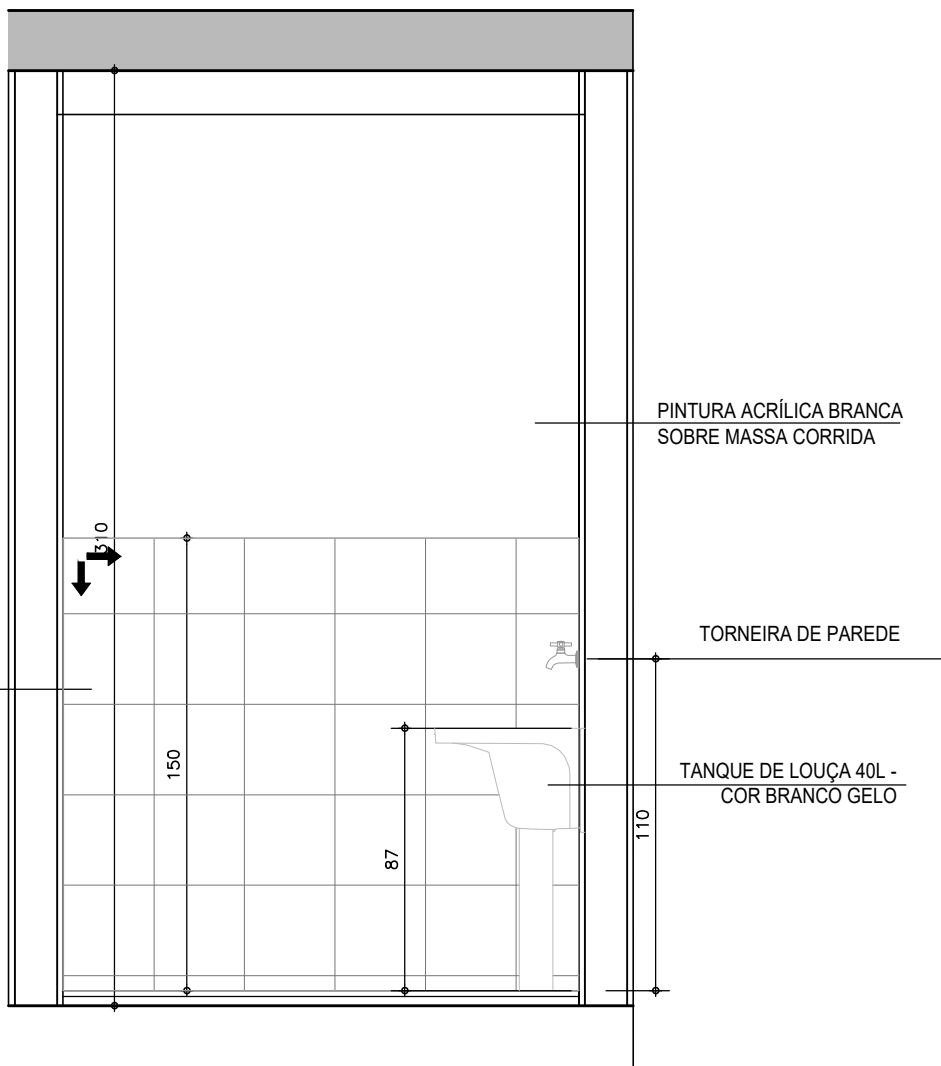 PINTURA ACRÍLICA BRANCA
SOBRE MASSA CORRIDA
310
TORNEIRA DE PAREDE
150
TANQUE DE LOUÇA 40L -
COR BRANCO GELO
110
87